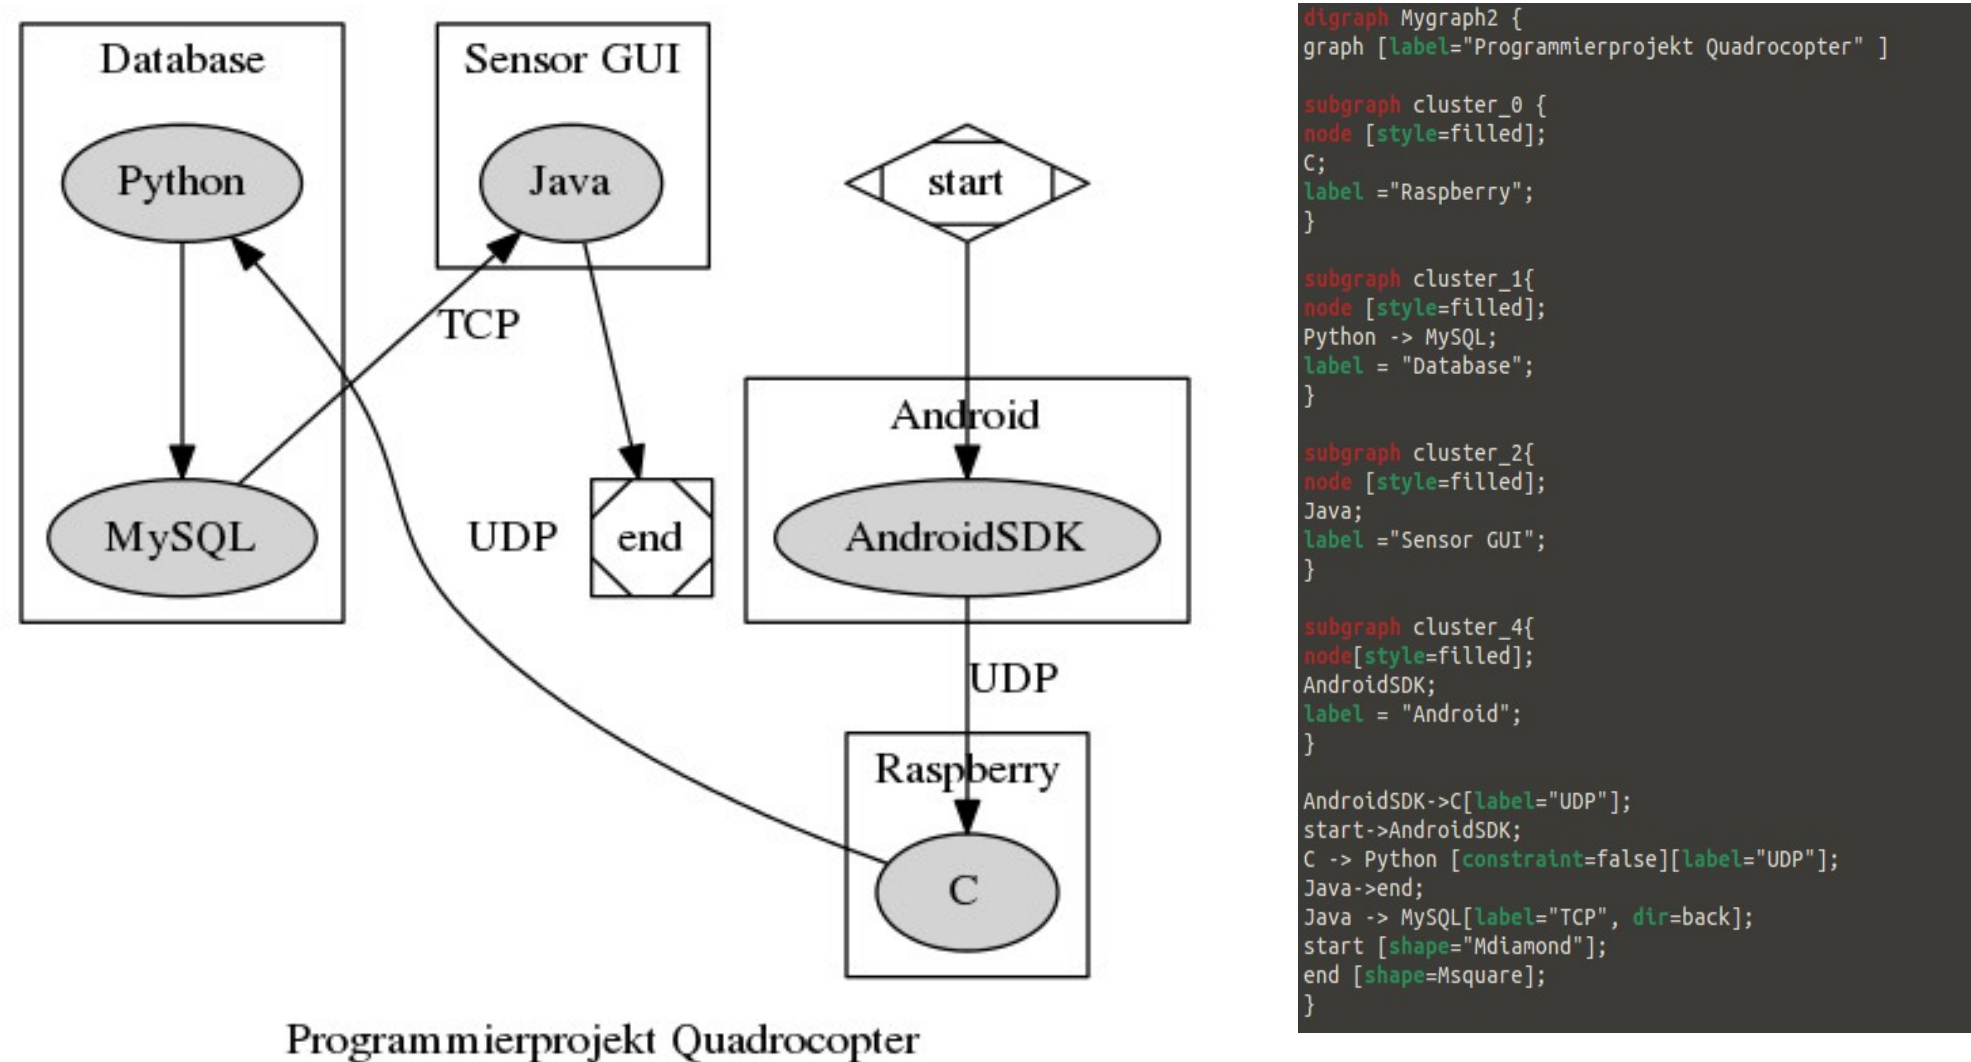 Database
Sensor GUI
Python
Java
start
TCP
Android
MySQL
UDP
end
AndroidSDK
UDP
Raspberry
C
Programmierprojekt Quadrocopter
digraph Mygraph2 {
graph [label="Programmierprojekt Quadrocopter" ]
subgraph cluster_0 {
node [style=filled];
C;
label ="Raspberry";
}
subgraph cluster_1{
node [style=filled];
Python -> MySQL;
label = "Database";
}
subgraph cluster_2{
node [style=filled];
Java;
label ="Sensor GUI";
}
subgraph cluster_4{
node[style=filled];
AndroidSDK;
label = "Android";
}
AndroidSDK->C[label="UDP"];
start->AndroidSDK;
C -> Python [constraint=false][label="UDP"];
Java->end;
Java -> MySQL[label="TCP", dir=back];
start [shape="Mdiamond"];
end [shape=Msquare];
}